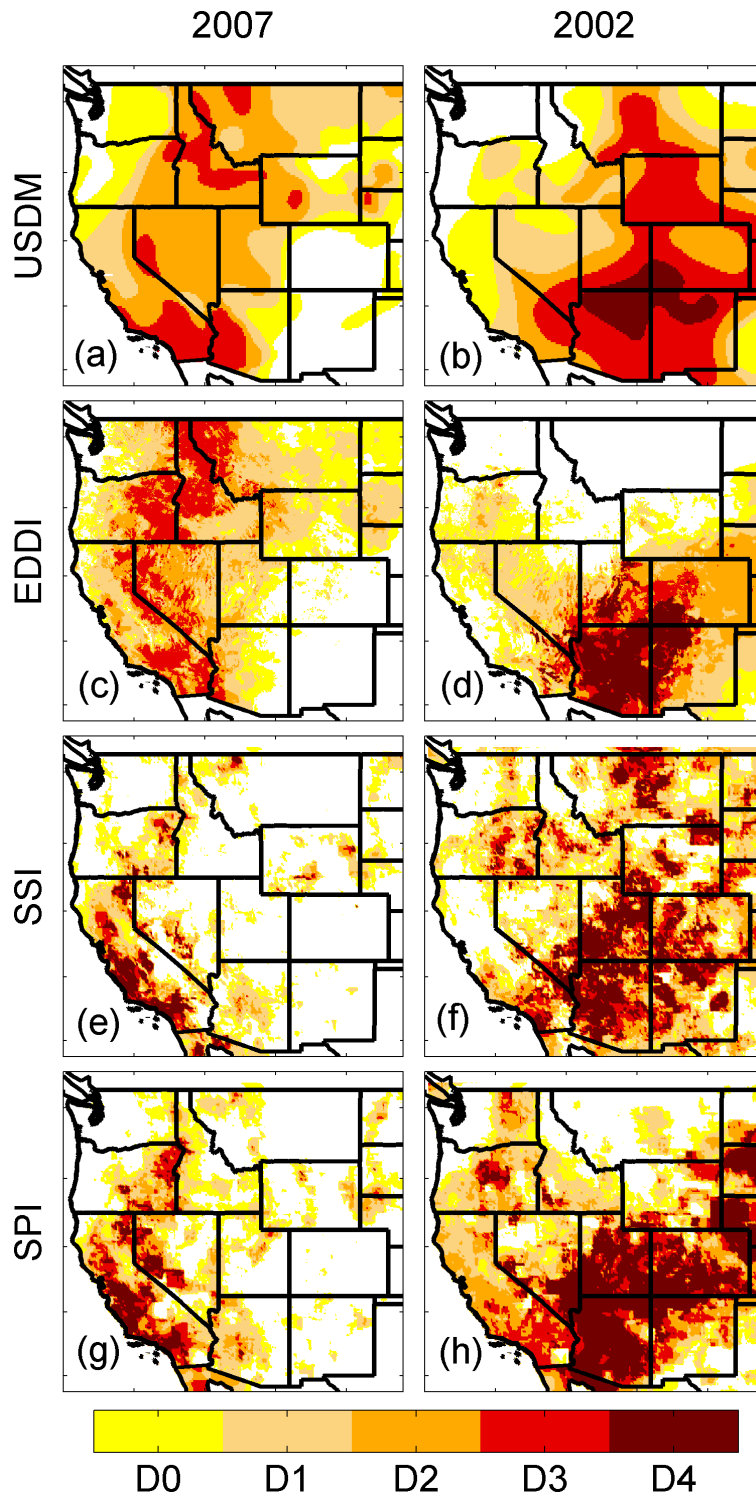 2007 2002
USDM
(a) (b)
EDDI
(c) (d)
SSI
(e) (f)
SPI
(g) (h)
D0 D1 D2 D3 D4